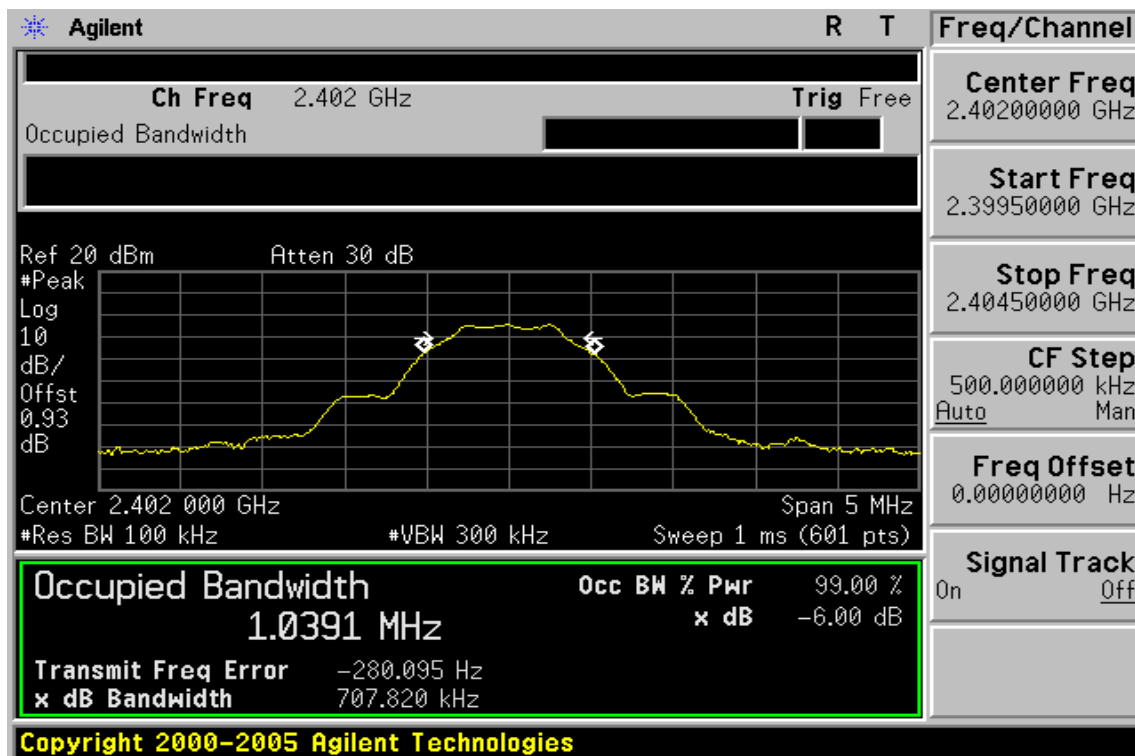 Agilent R T
Freq/Channel
Ch Freq 2.402 GHz Trig Free
Occupied Bandwidth
Center Freq
2.40200000 GHz
Start Freq
2.39950000 GHz
Stop Freq
2.40450000 GHz
CF Step
500.000000 kHz
Auto Man
Freq Offset
0.00000000 Hz
Signal Track
On Off
Ref 20 dBm Atten 30 dB
#Peak
Log
10
dB/
Offst
0.93
dB
Center 2.402 000 GHz Span 5 MHz
#Res BW 100 kHz #VBW 300 kHz Sweep 1 ms (601 pts)
Occupied Bandwidth Occ BW % Pwr 99.00 %
1.0391 MHz x dB -6.00 dB
Transmit Freq Error -280.095 Hz
x dB Bandwidth 707.820 kHz
Copyright 2000-2005 Agilent Technologies